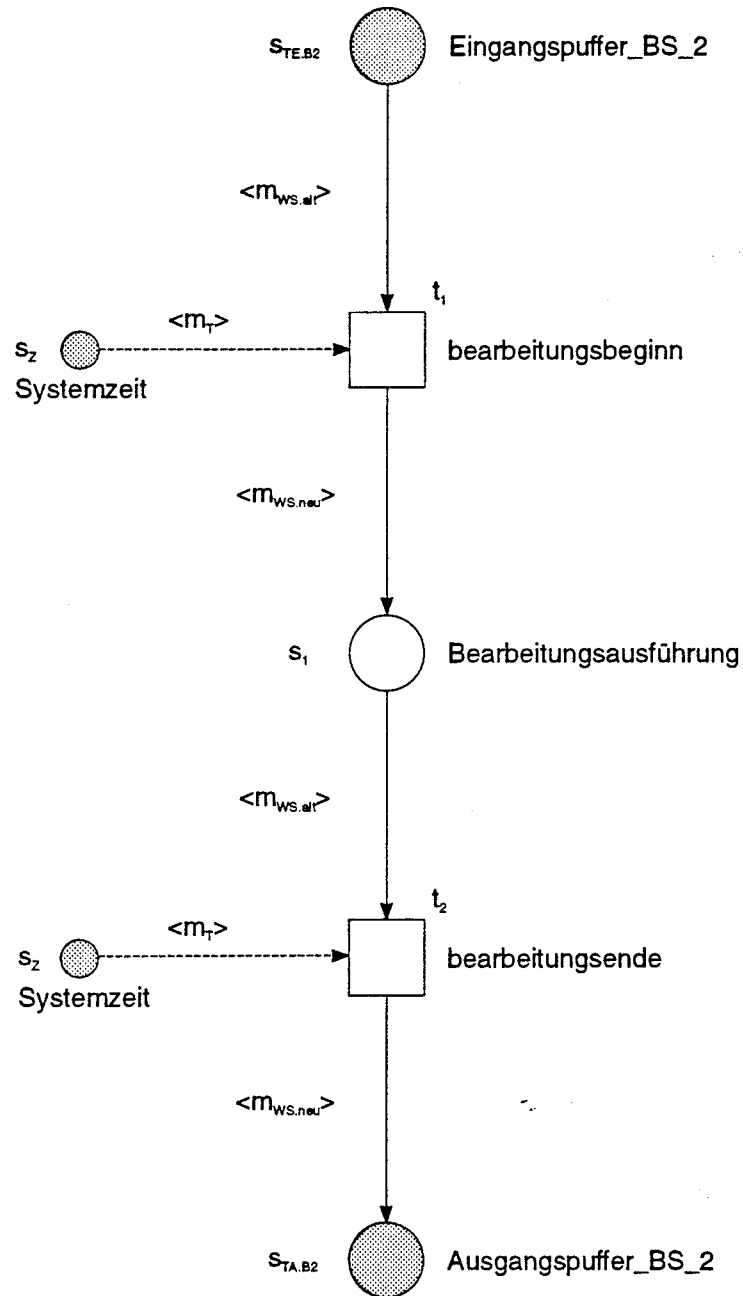 s_TE.B2 Eingangspuffer_BS_2
<m_WS.alt>
t_1
<m_T>
s_Z bearbeitungsbeginn
Systemzeit
<m_WS.neu>
s_1 Bearbeitungsausführung
<m_WS.alt>
t_2
<m_T>
s_Z bearbeitungsende
Systemzeit
<m_WS.neu>
s_TA.B2 Ausgangspuffer_BS_2